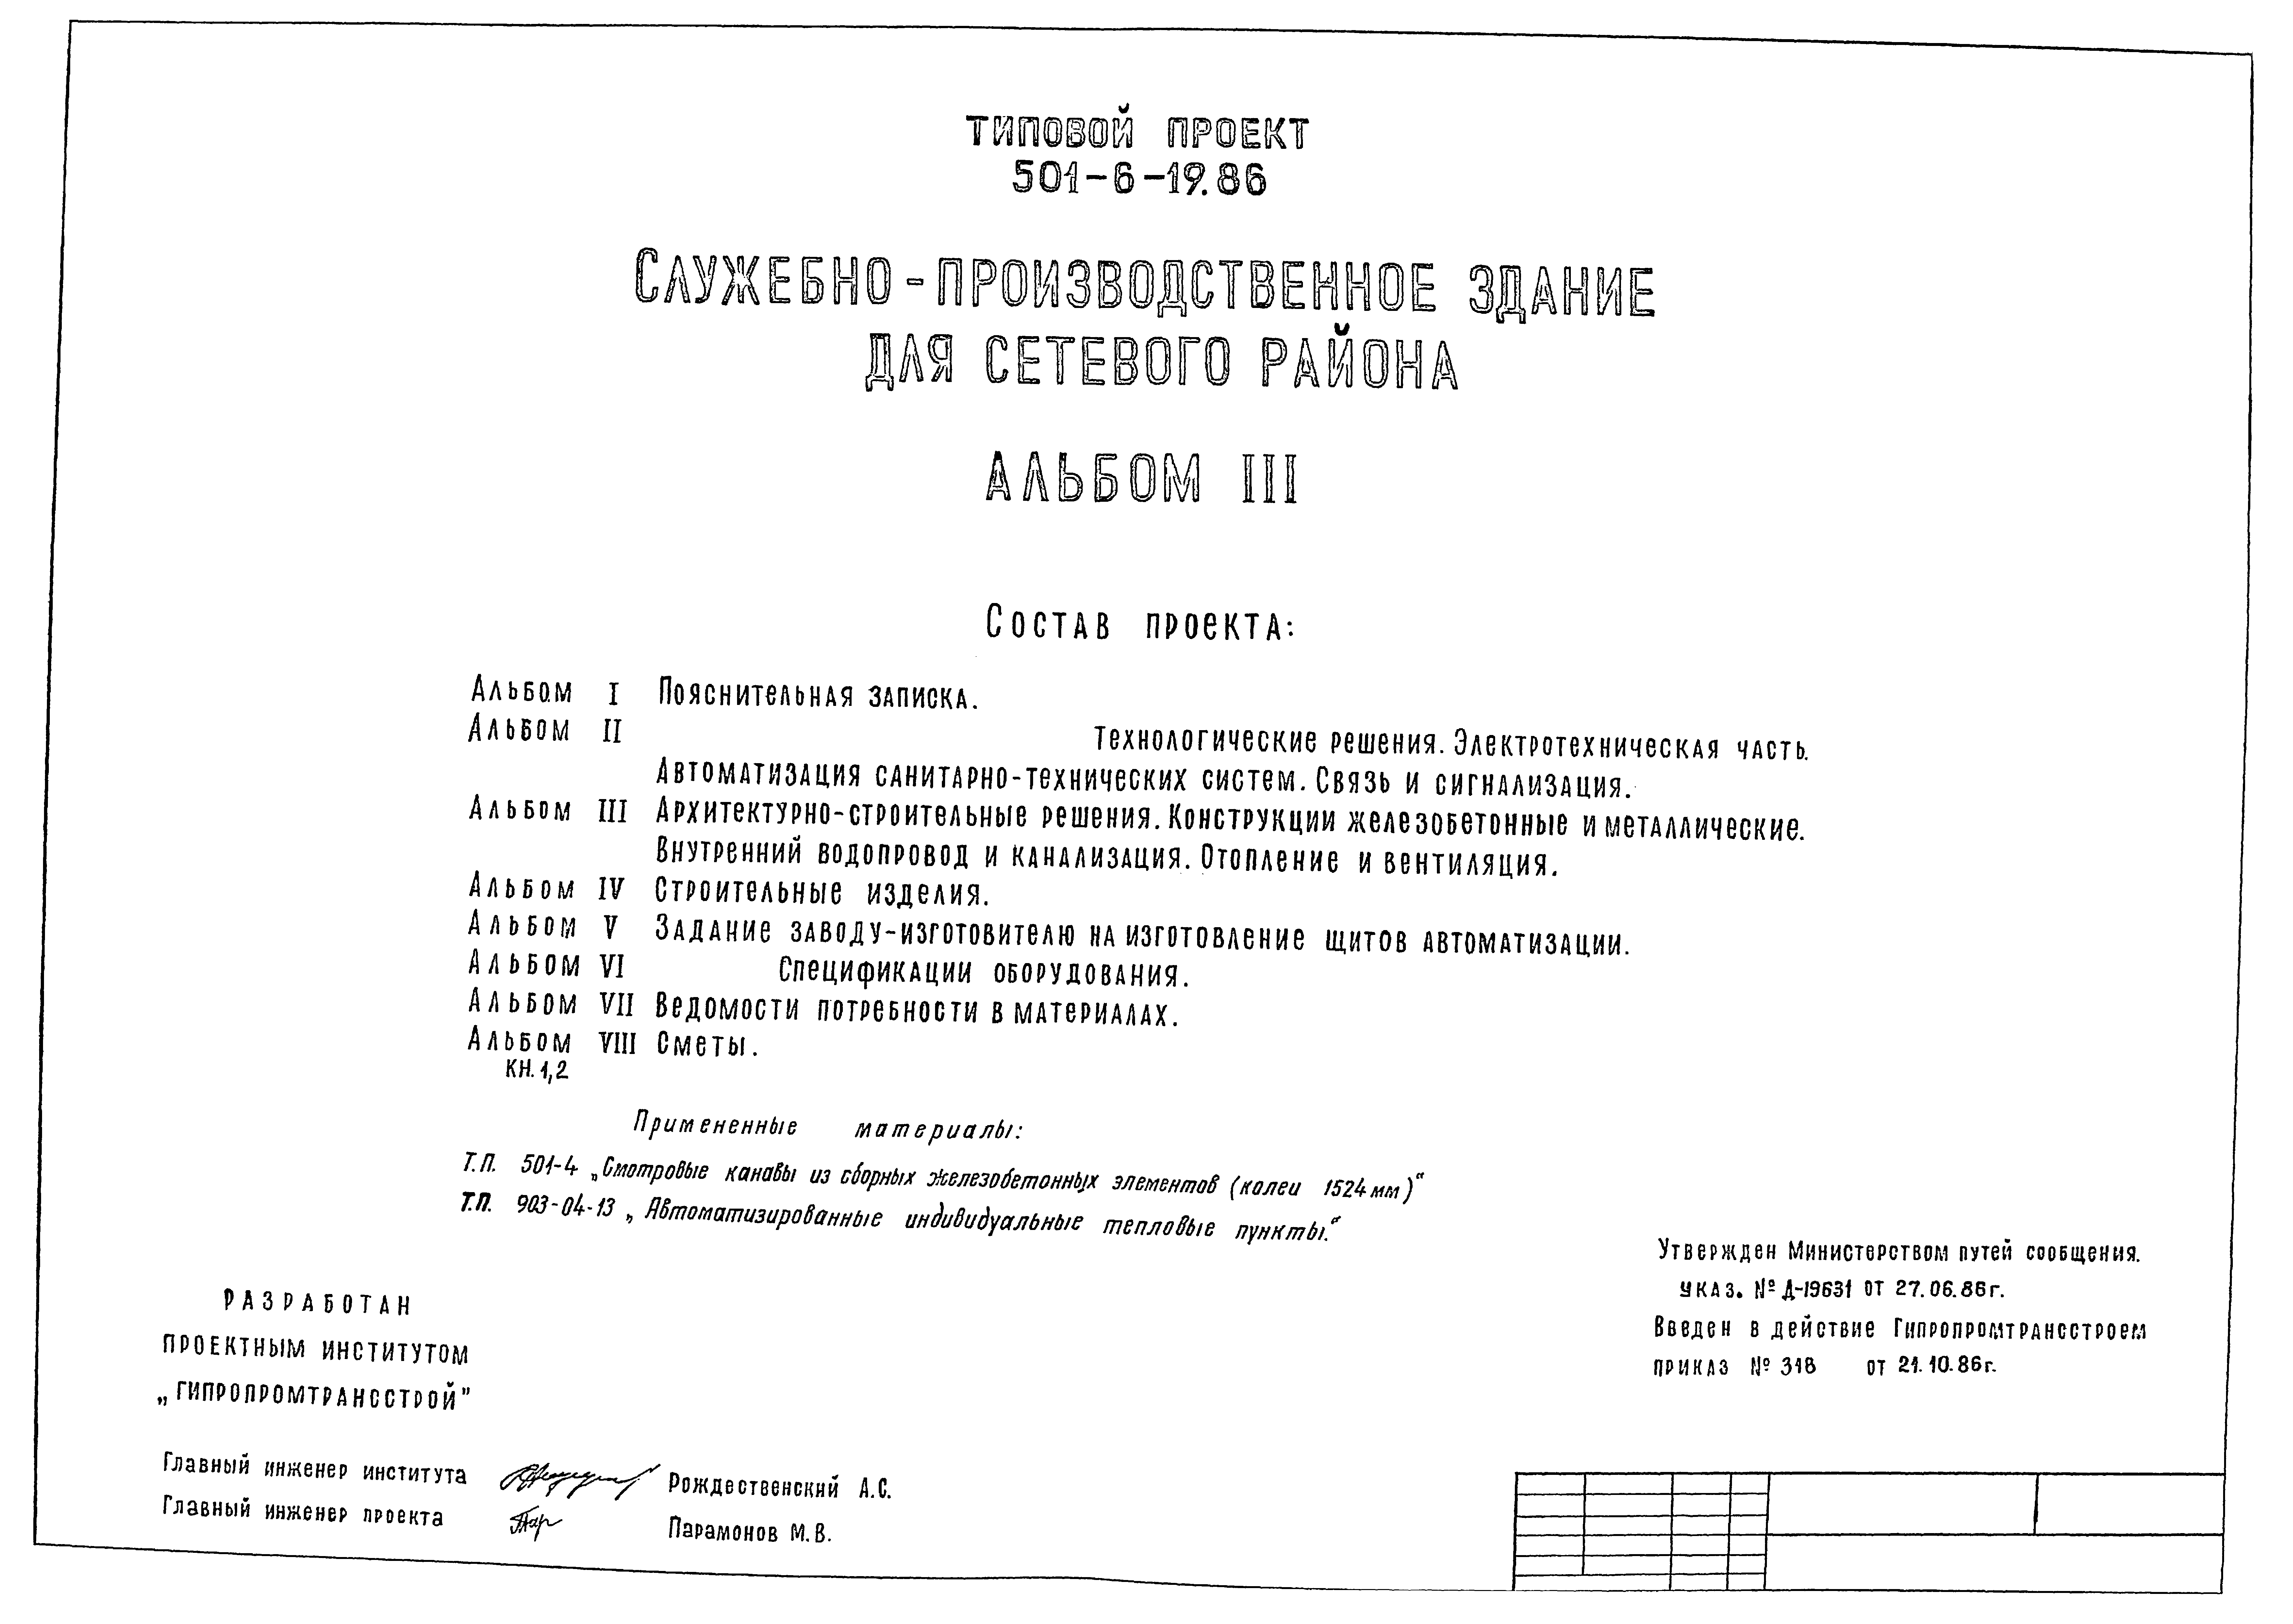 ТИПОВОЙ ПРОЕКТ
501-6-19.86
СЛУЖЕБНО-ПРОИЗВОДСТВЕННОЕ ЗДАНИЕ
ДЛЯ СЕТЕВОГО РАЙОНА
АЛЬБОМ III
СОСТАВ ПРОЕКТА:
АЛЬБОМ I ПОЯСНИТЕЛЬНАЯ ЗАПИСКА.
АЛЬБОМ II ТЕХНОЛОГИЧЕСКИЕ РЕШЕНИЯ. ЭЛЕКТРОТЕХНИЧЕСКАЯ ЧАСТЬ.
АВТОМАТИЗАЦИЯ САНИТАРНО-ТЕХНИЧЕСКИХ СИСТЕМ. СВЯЗЬ И СИГНАЛИЗАЦИЯ.
АЛЬБОМ III АРХИТЕКТУРНО-СТРОИТЕЛЬНЫЕ РЕШЕНИЯ. КОНСТРУКЦИИ ЖЕЛЕЗОБЕТОННЫЕ И МЕТАЛЛИЧЕСКИЕ.
ВНУТРЕННИЙ ВОДОПРОВОД И КАНАЛИЗАЦИЯ. ОТОПЛЕНИЕ И ВЕНТИЛЯЦИЯ.
АЛЬБОМ IV СТРОИТЕЛЬНЫЕ ИЗДЕЛИЯ.
АЛЬБОМ V ЗАДАНИЕ ЗАВОДУ-ИЗГОТОВИТЕЛЮ НА ИЗГОТОВЛЕНИЕ ЩИТОВ АВТОМАТИЗАЦИИ.
АЛЬБОМ VI СПЕЦИФИКАЦИИ ОБОРУДОВАНИЯ.
АЛЬБОМ VII ВЕДОМОСТИ ПОТРЕБНОСТИ В МАТЕРИАЛАХ.
АЛЬБОМ VIII СМЕТЫ.
КН. 1,2
Примененные материалы:
Т.П. 501-4 „Смотровые канавы из сборных железобетонных элементов (колеи 1524 мм)“
Т.П. 903-04-13 „Автоматизированные индивидуальные тепловые пункты.“
УТВЕРЖДЕН МИНИСТЕРСТВОМ ПУТЕЙ СООБЩЕНИЯ.
УКАЗ. № Д-19631 ОТ 27.06.86г.
ВВЕДЕН В ДЕЙСТВИЕ ГИПРОПРОМТРАНССТРОЕМ
ПРИКАЗ № 318 ОТ 21.10.86г.
РАЗРАБОТАН
ПРОЕКТНЫМ ИНСТИТУТОМ
„ГИПРОПРОМТРАНССТРОЙ"
ГЛАВНЫЙ ИНЖЕНЕР ИНСТИТУТА РОЖДЕСТВЕНСКИЙ А.С.
ГЛАВНЫЙ ИНЖЕНЕР ПРОЕКТА ПАРАМОНОВ М.В.